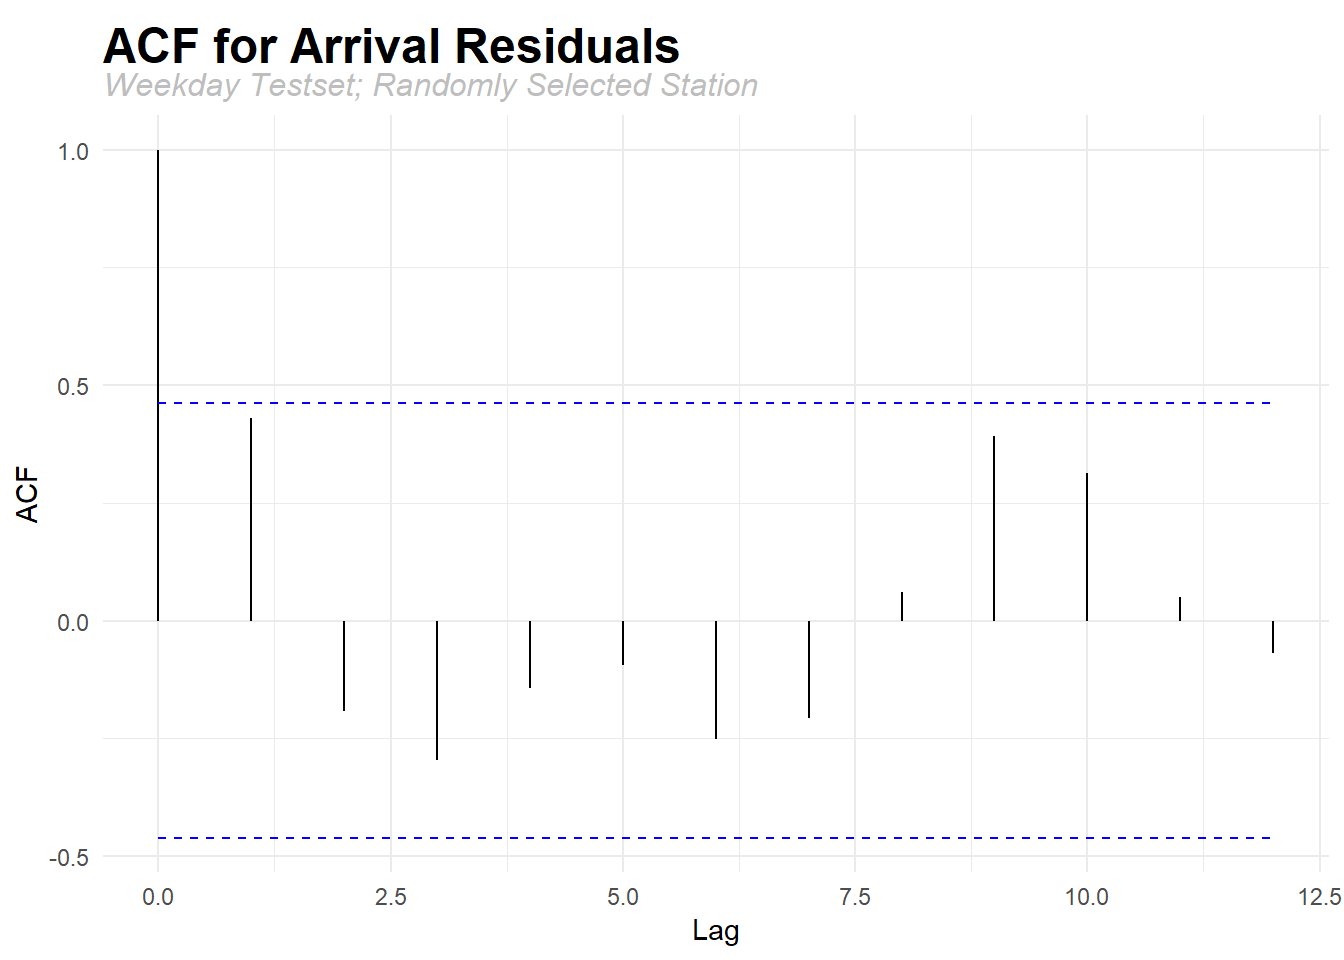 ACF for Arrival Residuals
Weekday Testset; Randomly Selected Station
1.0
0.5
0.0
-0.5
ACF
0.0 2.5 5.0 7.5 10.0 12.5
Lag